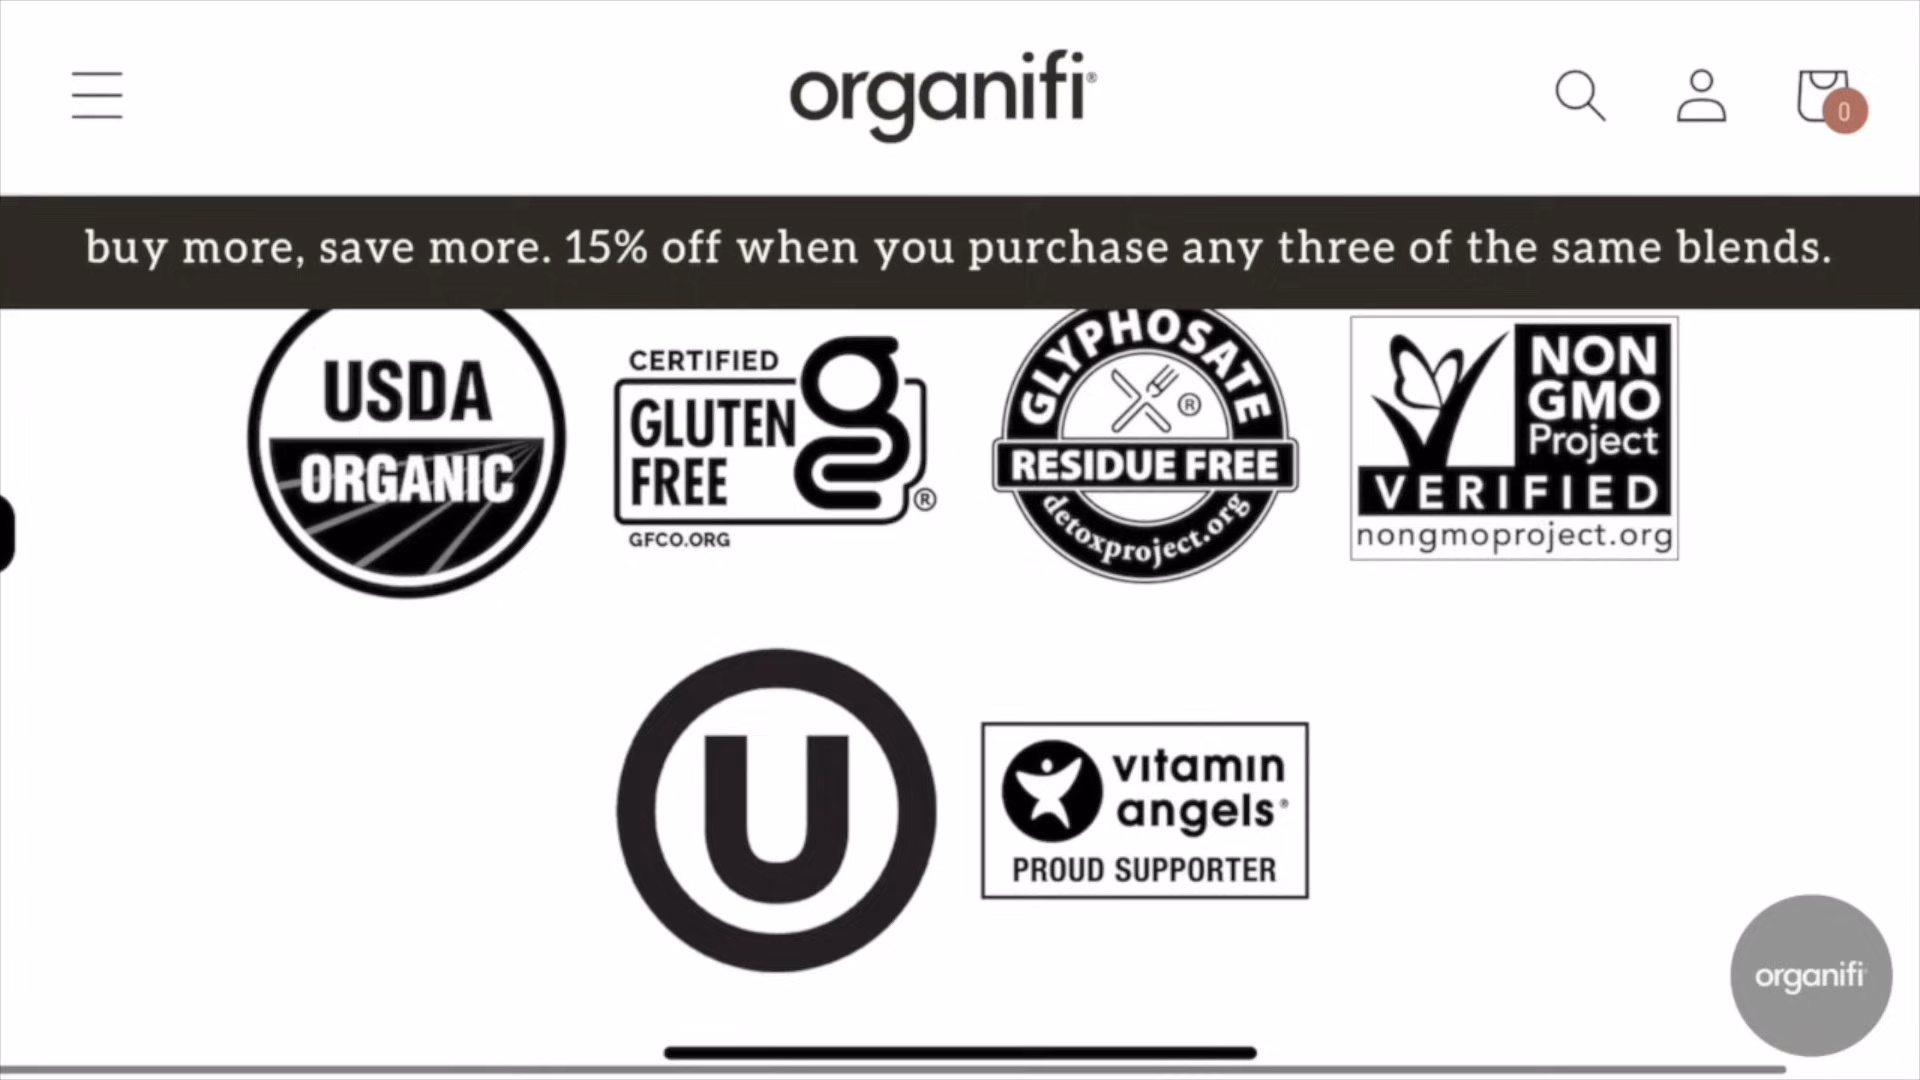 organifi®
0
buy more, save more. 15% off when you purchase any three of the same blends.
USDA
ORGANIC
CERTIFIED
GLUTEN
FREE
g
®
GFCO.ORG
GLYPHOSATE
®
RESIDUE FREE
detoxproject.org
NON
GMO
Project
VERIFIED
nongmoproject.org
U
vitamin
angels®
PROUD SUPPORTER
organifi